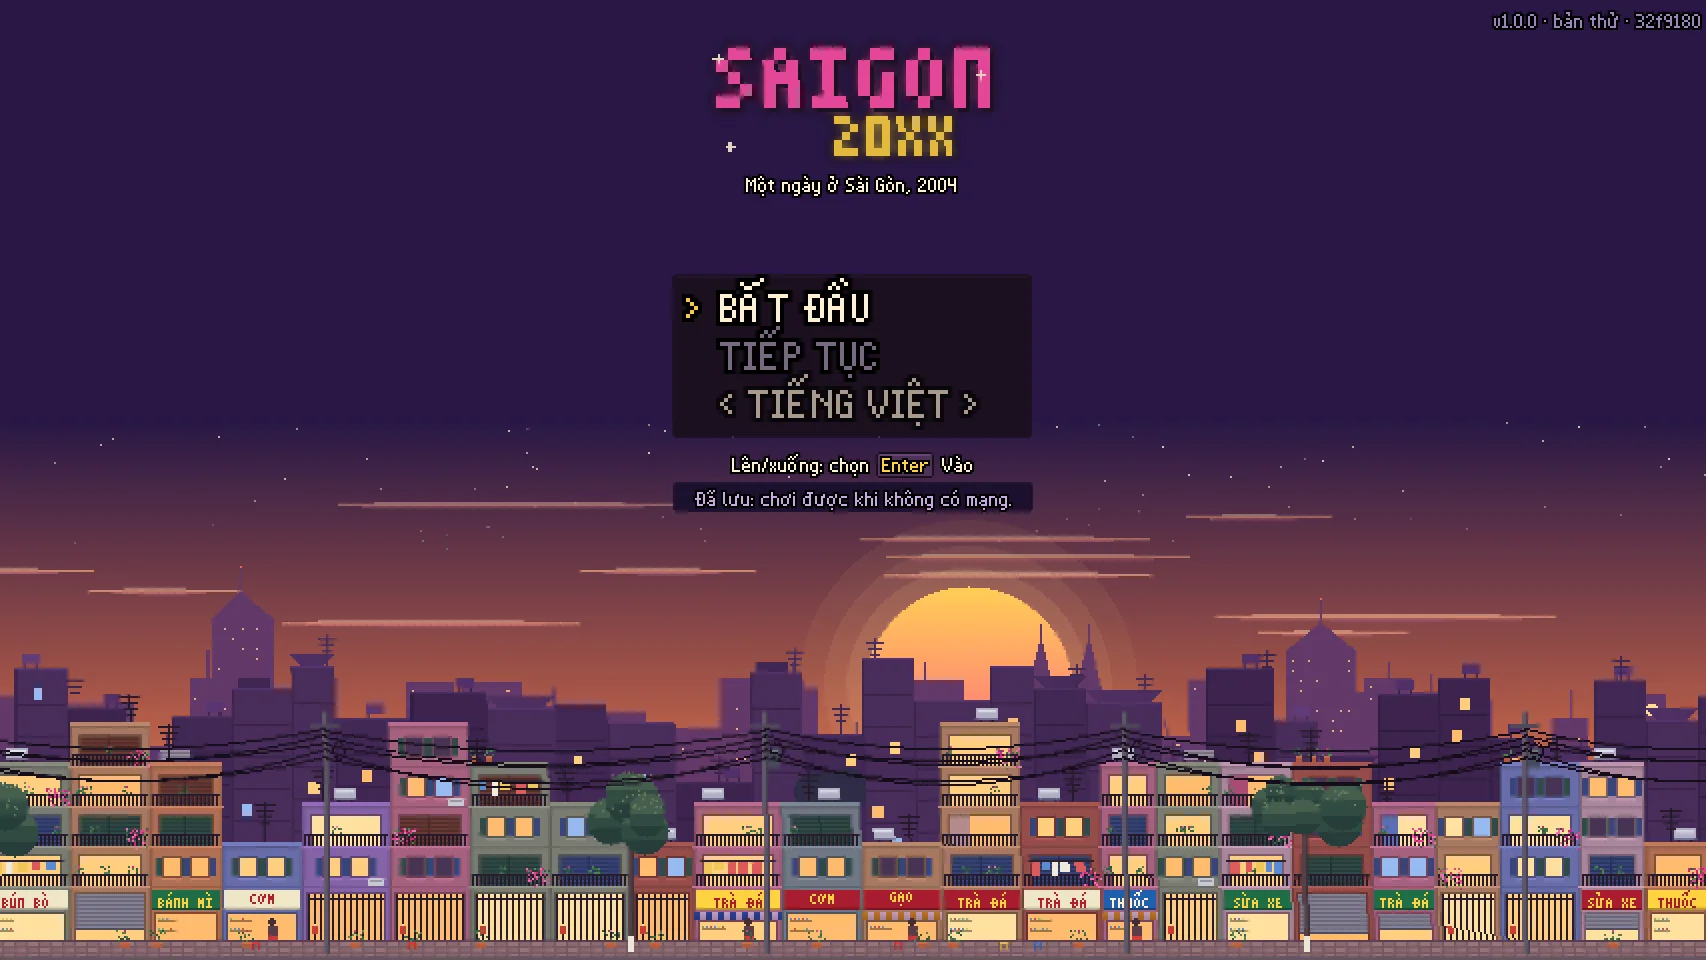 v1.0.0 · bản thử · 32f9180
SAIGON
20XX
Một ngày ở Sài Gòn, 2004
> BẮT ĐẦU
TIẾP TỤC
< TIẾNG VIỆT >
Lên/xuống: chọn Enter Vào
Đã lưu: chơi được khi không có mạng.
BÚN BÒ
BÁNH MÌ
CƠM
TRÀ ĐÁ
CƠM
GẠO
TRÀ ĐÁ
TRÀ ĐÁ
THUỐC
SỬA XE
TRÀ ĐÁ
SỬA XE
THUỐC